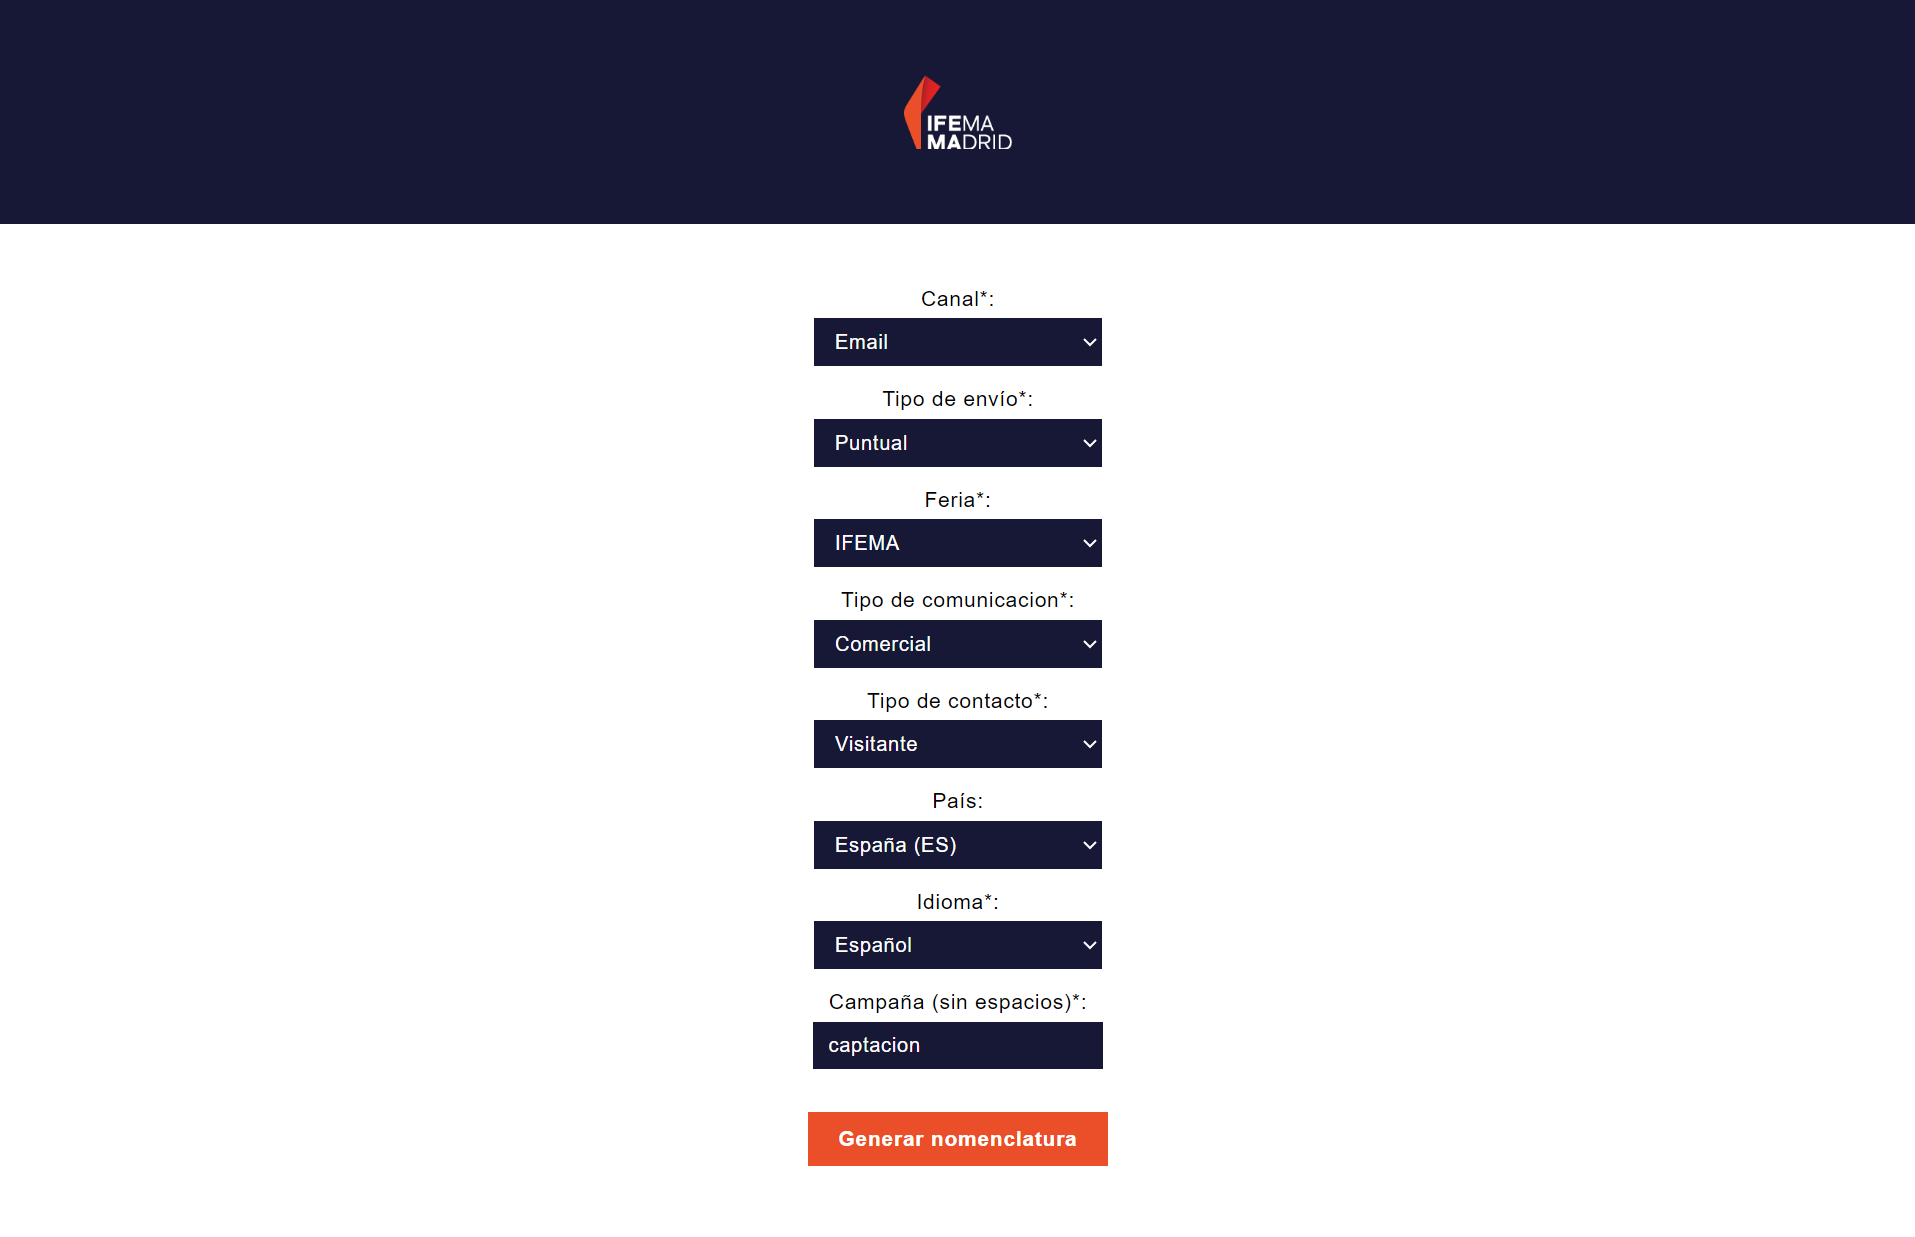 IFEMA
MADRID
Canal*:
Email
Tipo de envío*:
Puntual
Feria*:
IFEMA
Tipo de comunicacion*:
Comercial
Tipo de contacto*:
Visitante
País:
España (ES)
Idioma*:
Español
Campaña (sin espacios)*:
captacion
Generar nomenclatura